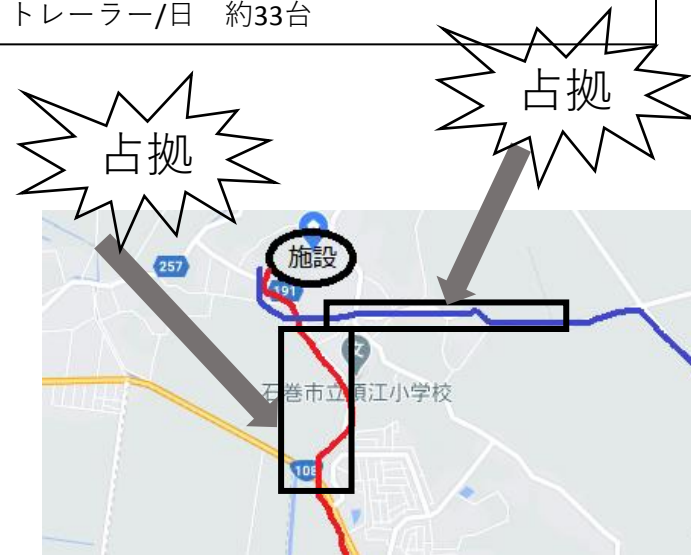 トレーラー/日 約33台
占拠
占拠
施設
257
191
石巻市立須江小学校
108